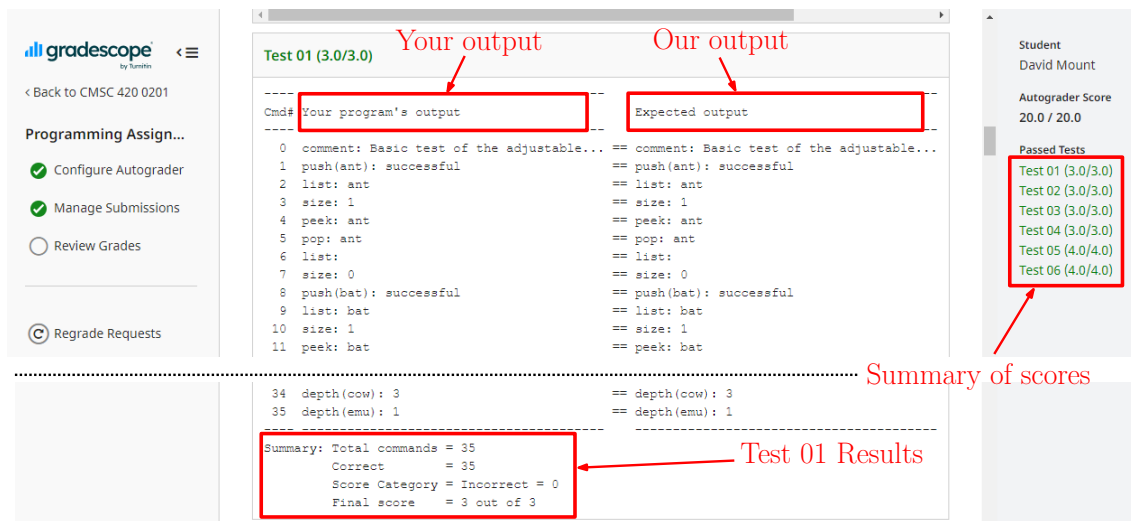 gradescope
by Turnitin
< Back to CMSC 420 0201
Programming Assign...
Configure Autograder
Manage Submissions
Review Grades
Regrade Requests
Your output
Our output
Test 01 (3.0/3.0)
---- ---------------------------------------- ----------------------------------------
Cmd# Your program's output Expected output
---- ---------------------------------------- ----------------------------------------
0 comment: Basic test of the adjustable... == comment: Basic test of the adjustable...
1 push(ant): successful == push(ant): successful
2 list: ant == list: ant
3 size: 1 == size: 1
4 peek: ant == peek: ant
5 pop: ant == pop: ant
6 list: == list:
7 size: 0 == size: 0
8 push(bat): successful == push(bat): successful
9 list: bat == list: bat
10 size: 1 == size: 1
11 peek: bat == peek: bat
34 depth(cow): 3 == depth(cow): 3
35 depth(emu): 1 == depth(emu): 1
---- ---------------------------------------- ----------------------------------------
Summary: Total commands = 35
Correct = 35
Score Category = Incorrect = 0
Final score = 3 out of 3
Test 01 Results
Student
David Mount
Autograder Score
20.0 / 20.0
Passed Tests
Test 01 (3.0/3.0)
Test 02 (3.0/3.0)
Test 03 (3.0/3.0)
Test 04 (3.0/3.0)
Test 05 (4.0/4.0)
Test 06 (4.0/4.0)
Summary of scores